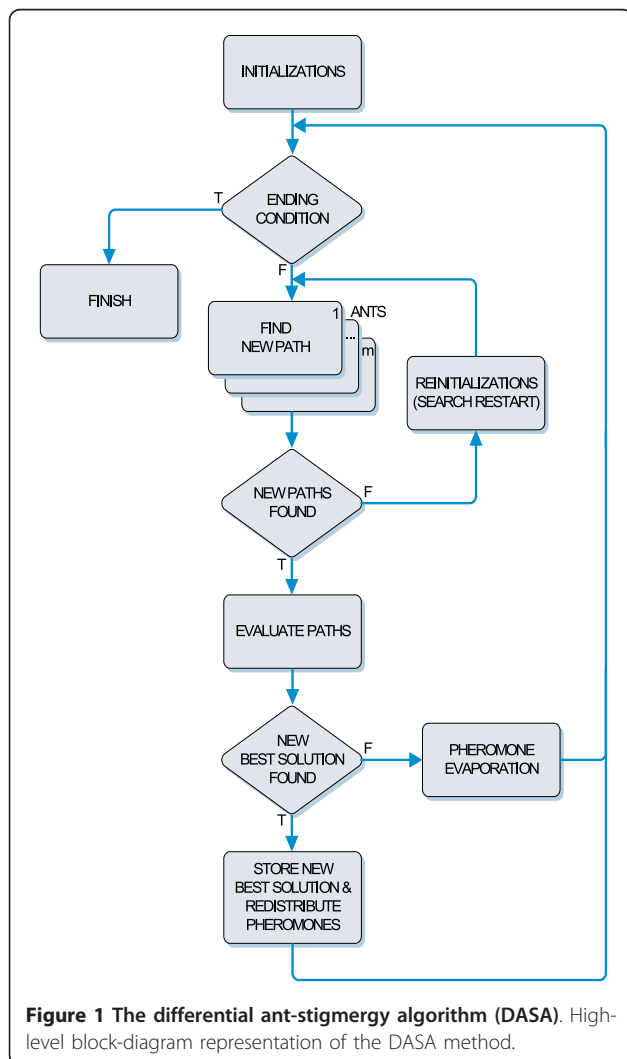 INITIALIZATIONS
ENDING
CONDITION
T
F
FINISH
FIND
NEW PATH
1
ANTS
...
m
REINITIALIZATIONS
(SEARCH RESTART)
NEW PATHS
FOUND
F
T
EVALUATE PATHS
NEW
BEST SOLUTION
FOUND
F
T
PHEROMONE
EVAPORATION
STORE NEW
BEST SOLUTION &
REDISTRIBUTE
PHEROMONES
Figure 1 The differential ant-stigmergy algorithm (DASA). High-
level block-diagram representation of the DASA method.